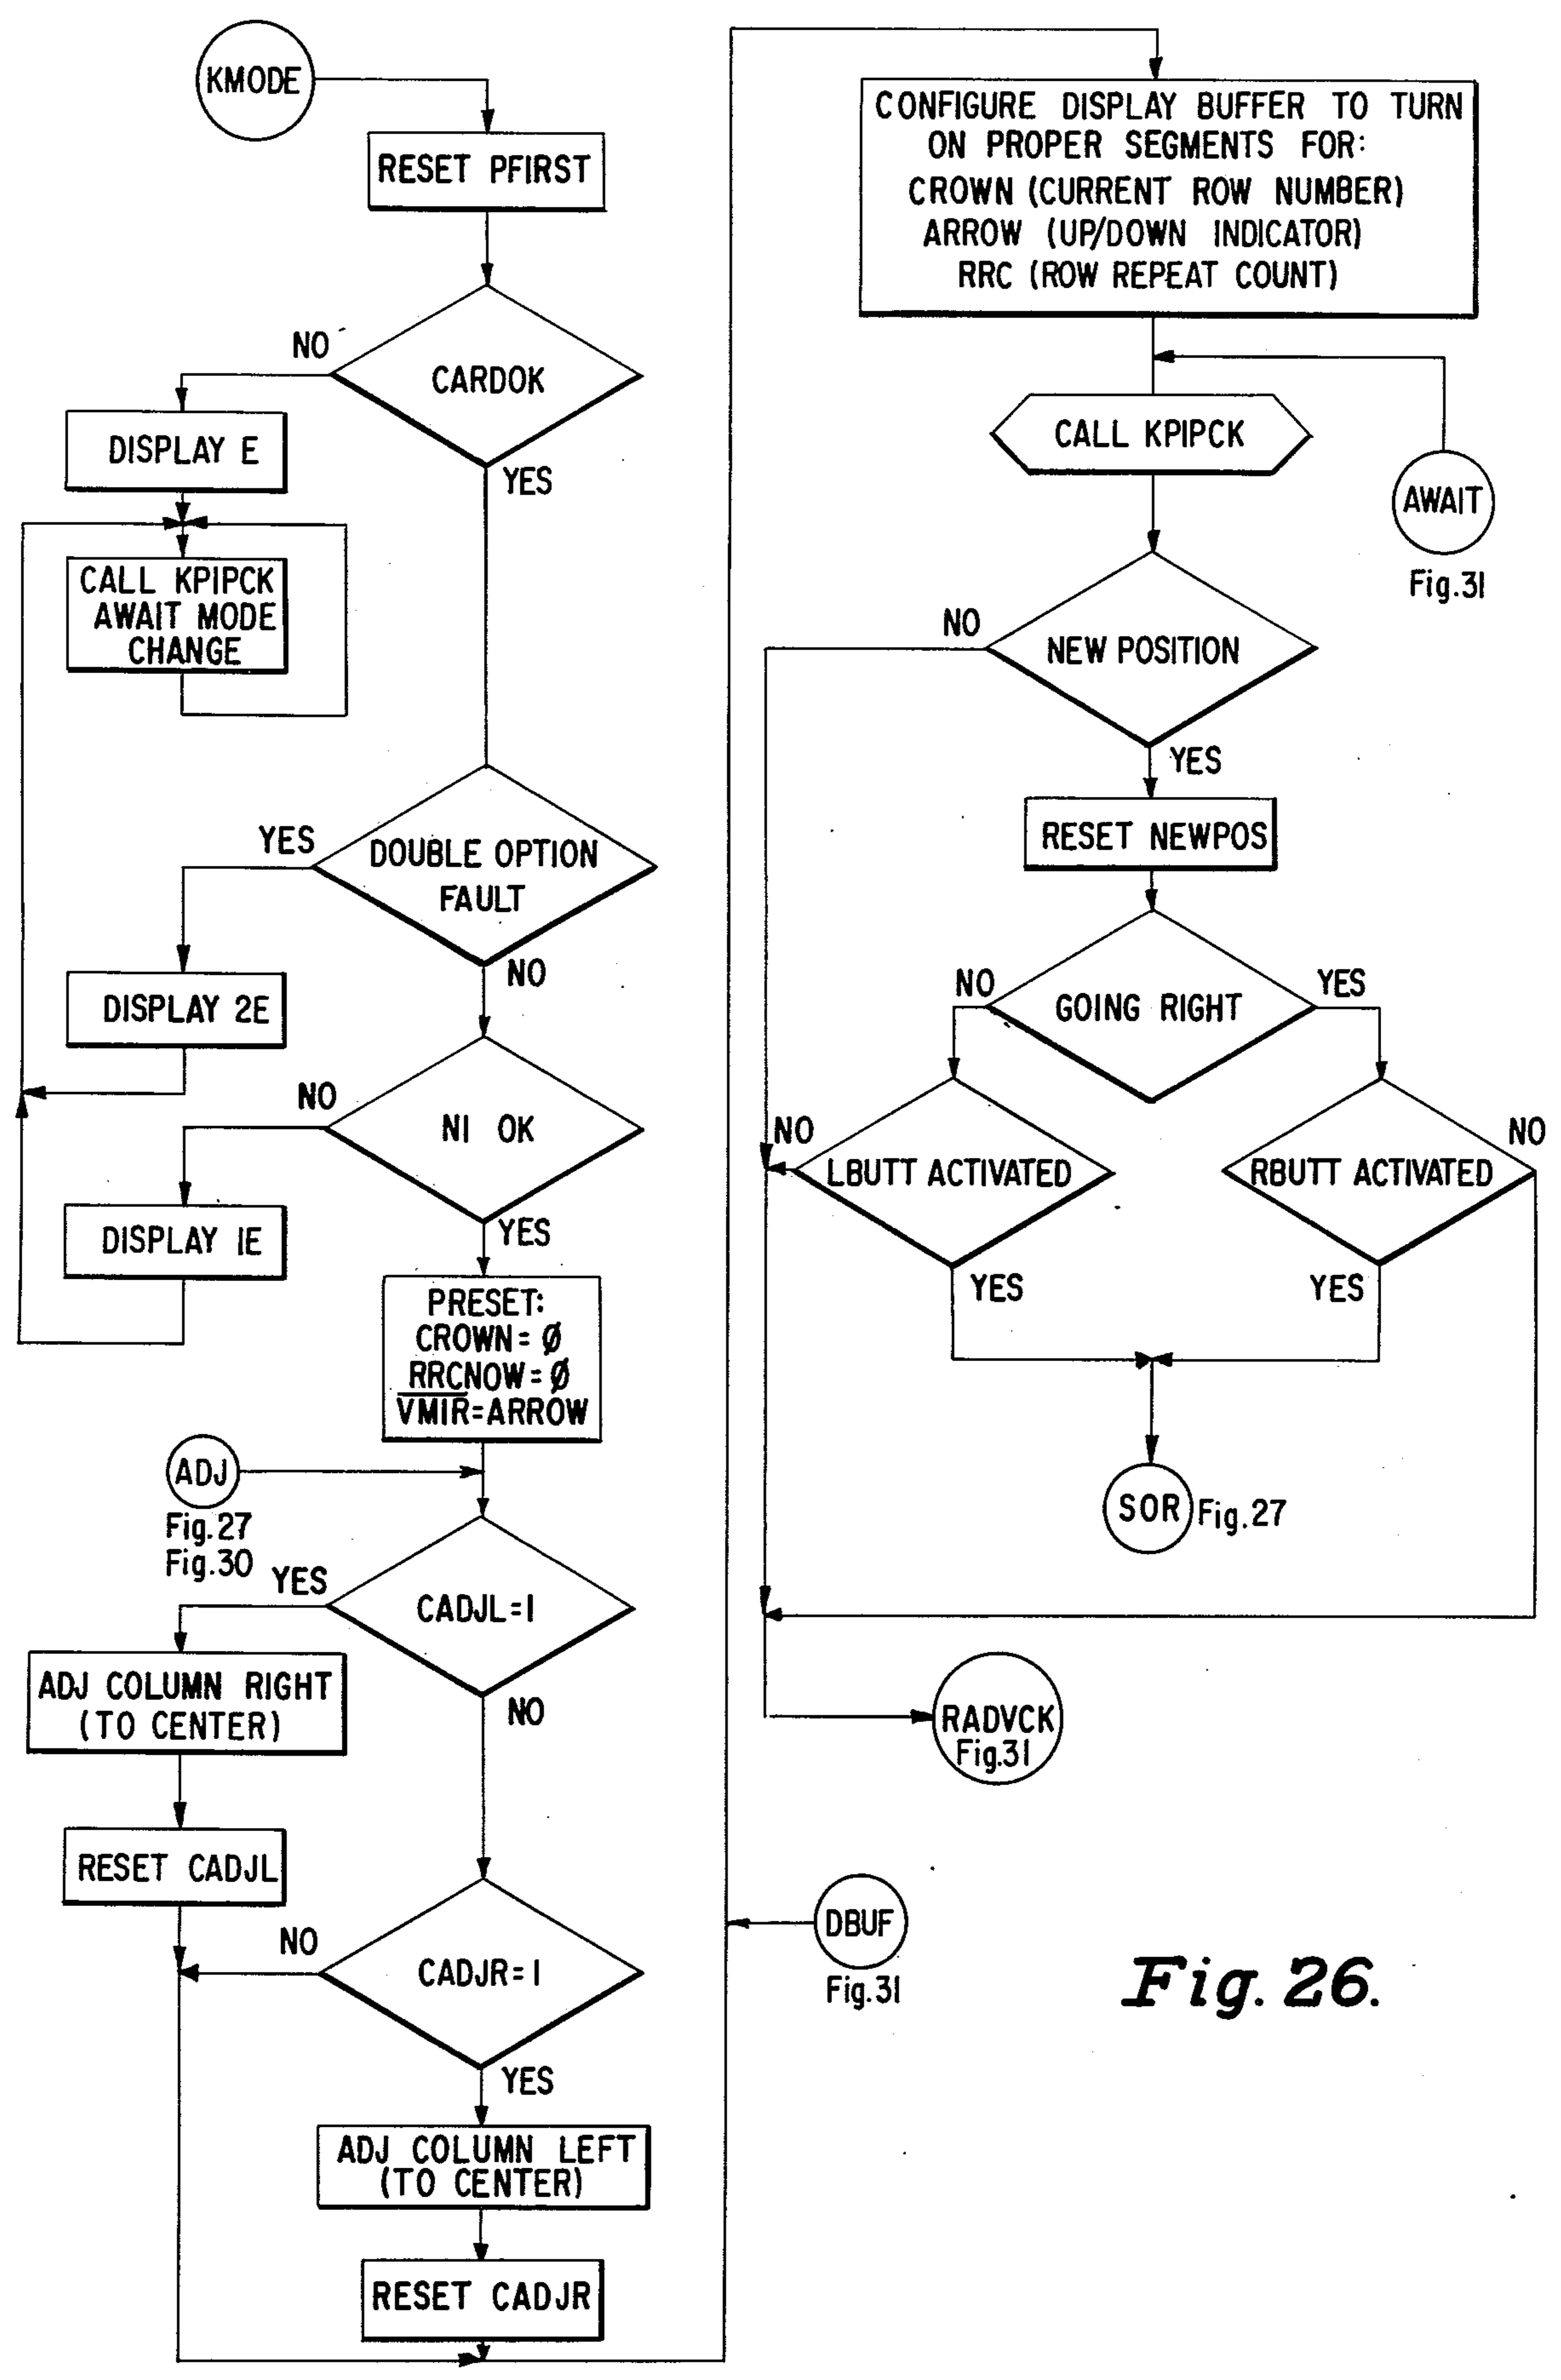 KMODE
RESET PFIRST
NO
CARDOK
YES
DISPLAY E
CALL KPIPCK
AWAIT MODE
CHANGE
YES
DOUBLE OPTION
FAULT
NO
DISPLAY 2E
NO
NI OK
YES
DISPLAY 1E
PRESET:
CROWN=Ø
RRCNOW=Ø
VMIR=ARROW
ADJ
Fig.27
Fig.30
YES
CADJL=1
NO
ADJ COLUMN RIGHT
(TO CENTER)
RESET CADJL
NO
CADJR=1
YES
ADJ COLUMN LEFT
(TO CENTER)
RESET CADJR
CONFIGURE DISPLAY BUFFER TO TURN
ON PROPER SEGMENTS FOR:
CROWN (CURRENT ROW NUMBER)
ARROW (UP/DOWN INDICATOR)
RRC (ROW REPEAT COUNT)
CALL KPIPCK
AWAIT
Fig.31
NO
NEW POSITION
YES
RESET NEWPOS
NO
GOING RIGHT
YES
NO
LBUTT ACTIVATED
YES
RBUTT ACTIVATED
NO
YES
SOR
Fig.27
RADVCK
Fig.31
DBUF
Fig.31
Fig. 26.